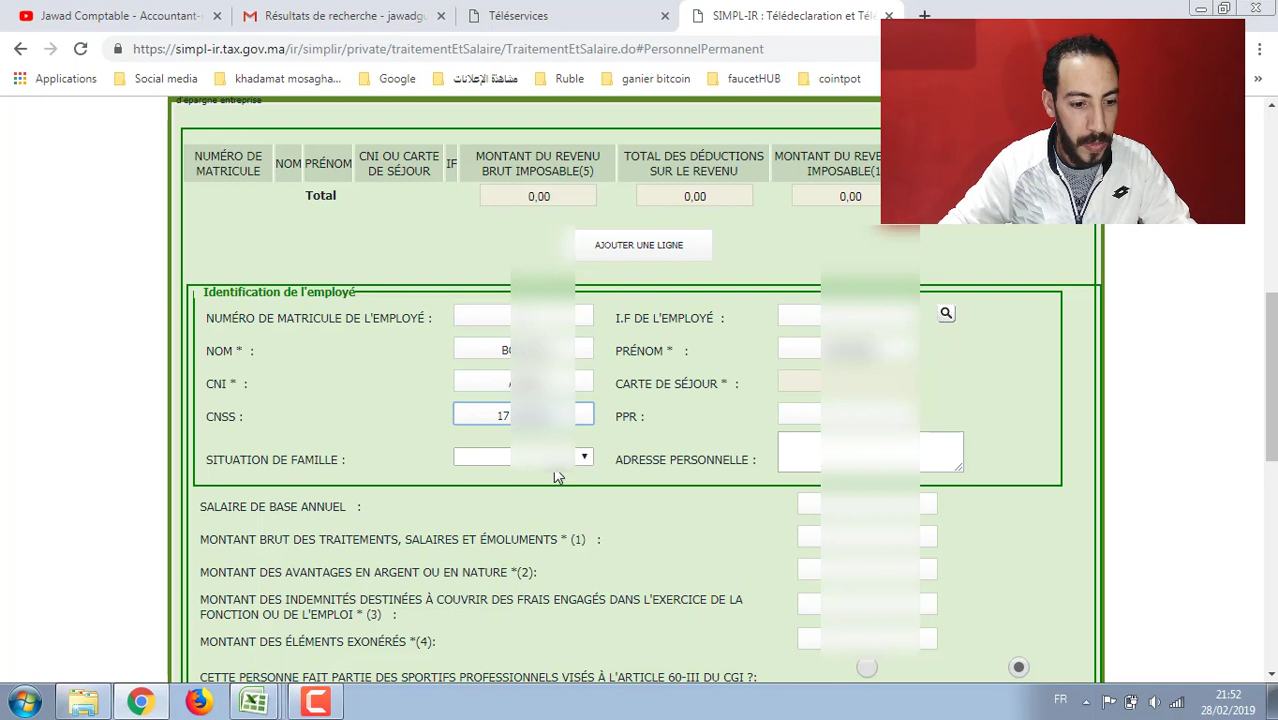 Jawad Comptable - Accountant-
Résultats de recherche - jawadgu
Téléservices
SIMPL-IR : Télédeclaration et Tél
https://simpl-ir.tax.gov.ma/ir/simplir/private/traitementEtSalaire/TraitementEtSalaire.do#PersonnelPermanent
Applications Social media khadamat mosagha... Google مشاهدة الإعلانات Ruble ganier bitcoin faucetHUB cointpot »
d'épargne entreprise
NUMÉRO DE MATRICULE NOM PRÉNOM CNI OU CARTE DE SÉJOUR IF MONTANT DU REVENU BRUT IMPOSABLE(5) TOTAL DES DÉDUCTIONS SUR LE REVENU MONTANT DU REVE IMPOSABLE(1
Total 0,00 0,00 0,00
AJOUTER UNE LIGNE
Identification de l'employé
NUMÉRO DE MATRICULE DE L'EMPLOYÉ : I.F DE L'EMPLOYÉ :
NOM * : PRÉNOM * :
CNI * : CARTE DE SÉJOUR * :
CNSS : 17 PPR :
SITUATION DE FAMILLE : ADRESSE PERSONNELLE :
SALAIRE DE BASE ANNUEL :
MONTANT BRUT DES TRAITEMENTS, SALAIRES ET ÉMOLUMENTS * (1) :
MONTANT DES AVANTAGES EN ARGENT OU EN NATURE *(2):
MONTANT DES INDEMNITÉS DESTINÉES À COUVRIR DES FRAIS ENGAGÉS DANS L'EXERCICE DE LA
FONCTION OU DE L'EMPLOI * (3) :
MONTANT DES ÉLÉMENTS EXONÉRÉS *(4):
CETTE PERSONNE FAIT PARTIE DES SPORTIFS PROFESSIONNELS VISÉS À L'ARTICLE 60-III DU CGI ?:
FR 21:52
28/02/2019